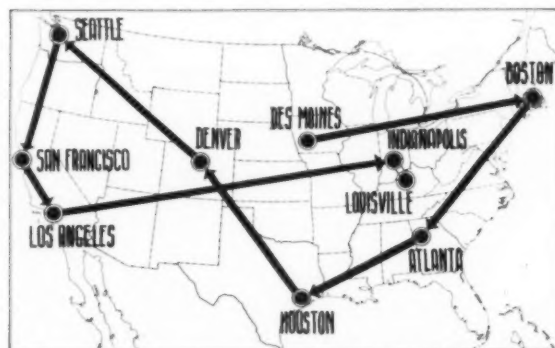 SEATTLE
BOSTON
DES MOINES
DENVER
INDIANAPOLIS
SAN FRANCISCO
LOUISVILLE
LOS ANGELES
ATLANTA
HOUSTON